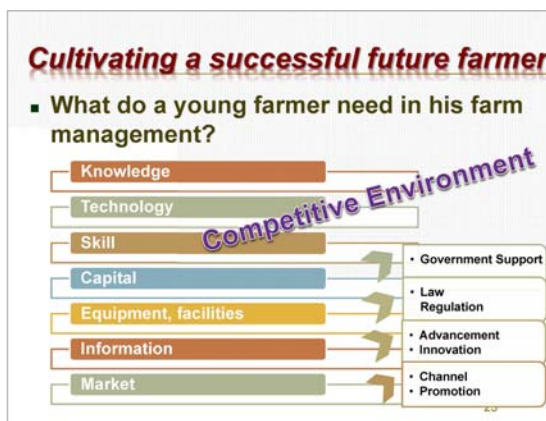 Cultivating a successful future farmer
What do a young farmer need in his farm
management?
Knowledge
Technology
Skill
Capital
Equipment, facilities
Information
Market
Competitive Environment
Government Support
Law
Regulation
Advancement
Innovation
Channel
Promotion